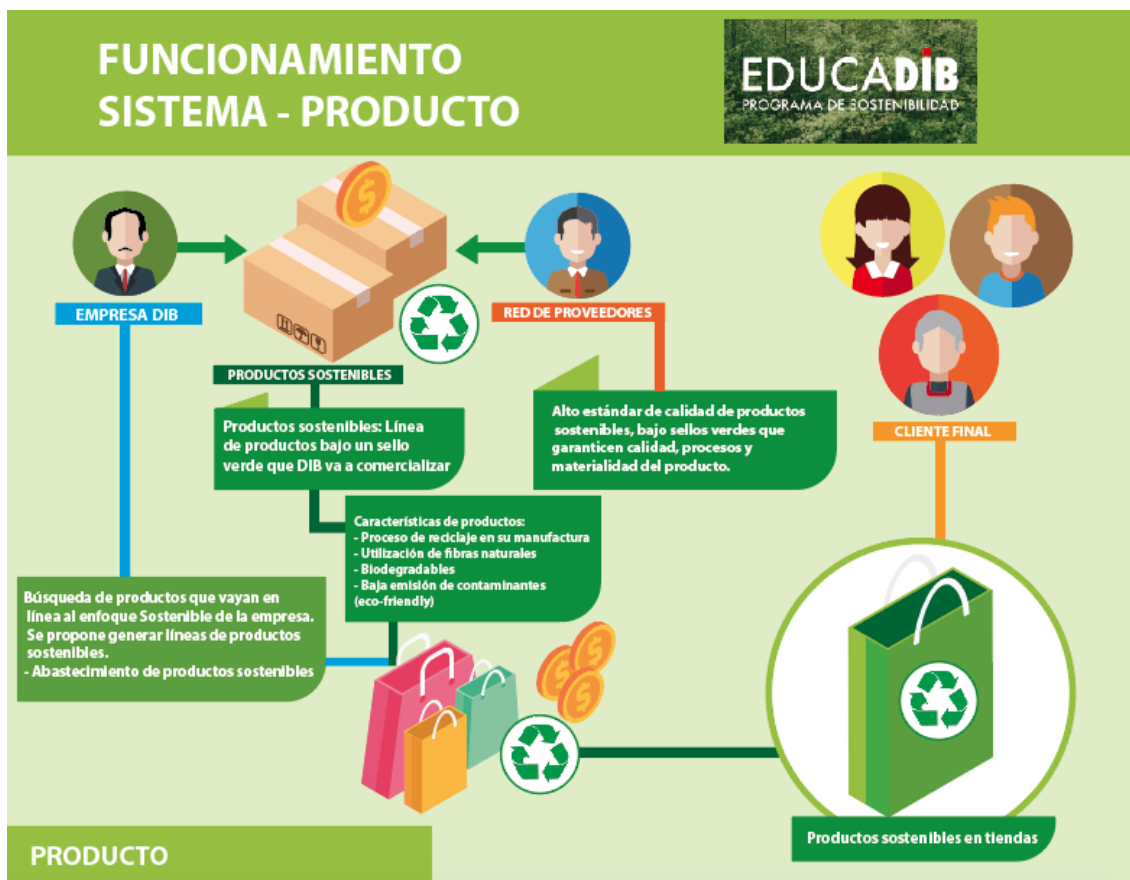 FUNCIONAMIENTO
SISTEMA - PRODUCTO
EDUCADIB
PROGRAMA DE SOSTENIBILIDAD
EMPRESA DIB
RED DE PROVEEDORES
PRODUCTOS SOSTENIBLES
Productos sostenibles: Línea
de productos bajo un sello
verde que DIB va a comercializar
Alto estándar de calidad de productos
sostenibles, bajo sellos verdes que
garanticen calidad, procesos y
materialidad del producto.
CLIENTE FINAL
Características de productos:
- Proceso de reciclaje en su manufactura
- Utilización de fibras naturales
- Biodegradables
- Baja emisión de contaminantes
(eco-friendly)
Búsqueda de productos que vayan en
línea al enfoque Sostenible de la empresa.
Se propone generar líneas de productos
sostenibles.
- Abastecimiento de productos sostenibles
Productos sostenibles en tiendas
PRODUCTO